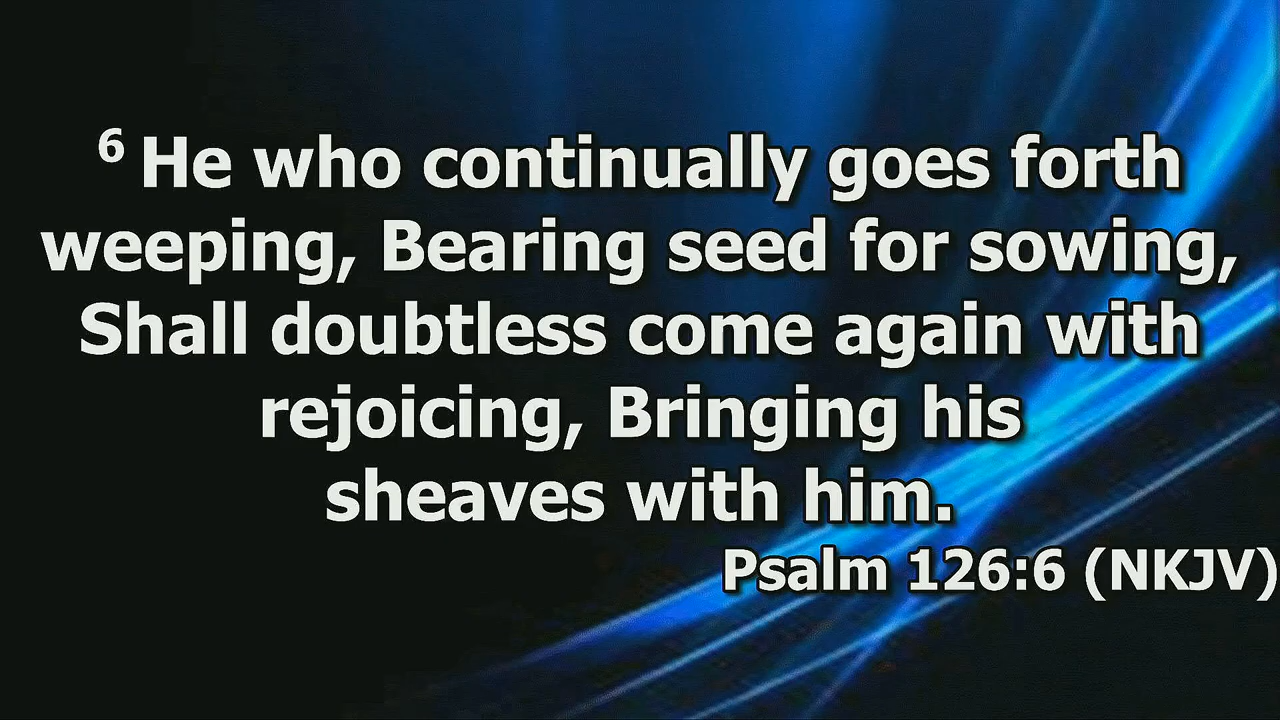 6 He who continually goes forth
weeping, Bearing seed for sowing,
Shall doubtless come again with
rejoicing, Bringing his
sheaves with him.
Psalm 126:6 (NKJV)